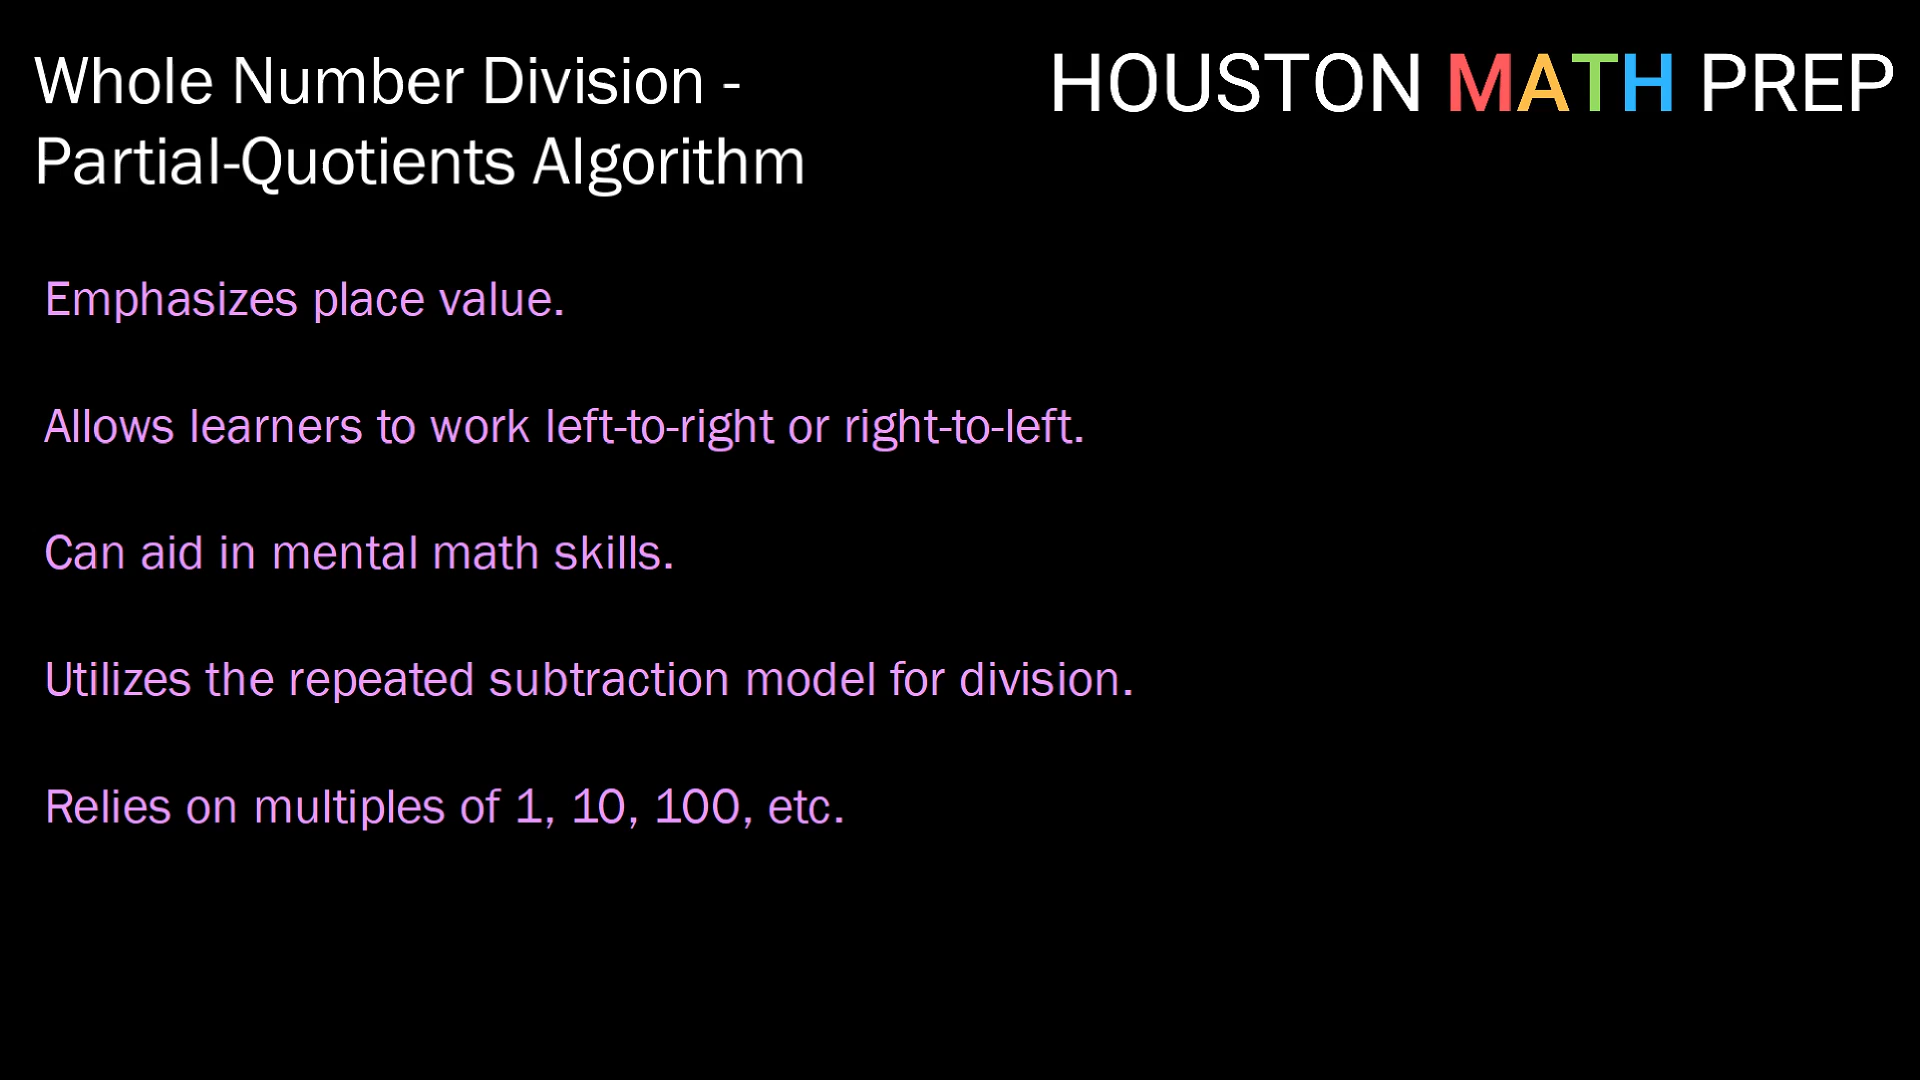 Whole Number Division -
Partial-Quotients Algorithm
HOUSTON MATH PREP
Emphasizes place value.
Allows learners to work left-to-right or right-to-left.
Can aid in mental math skills.
Utilizes the repeated subtraction model for division.
Relies on multiples of 1, 10, 100, etc.